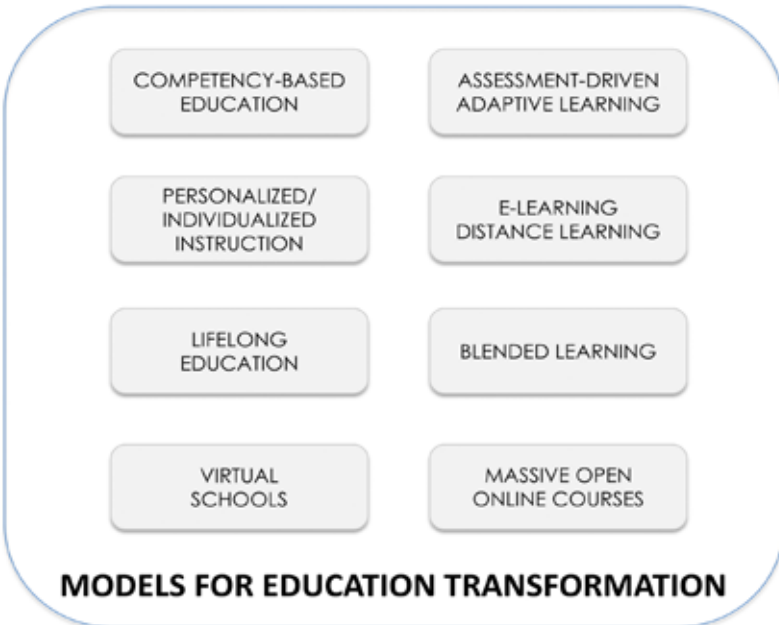 COMPETENCY-BASED
EDUCATION
ASSESSMENT-DRIVEN
ADAPTIVE LEARNING
PERSONALIZED/
INDIVIDUALIZED
INSTRUCTION
E-LEARNING
DISTANCE LEARNING
LIFELONG
EDUCATION
BLENDED LEARNING
VIRTUAL
SCHOOLS
MASSIVE OPEN
ONLINE COURSES
MODELS FOR EDUCATION TRANSFORMATION